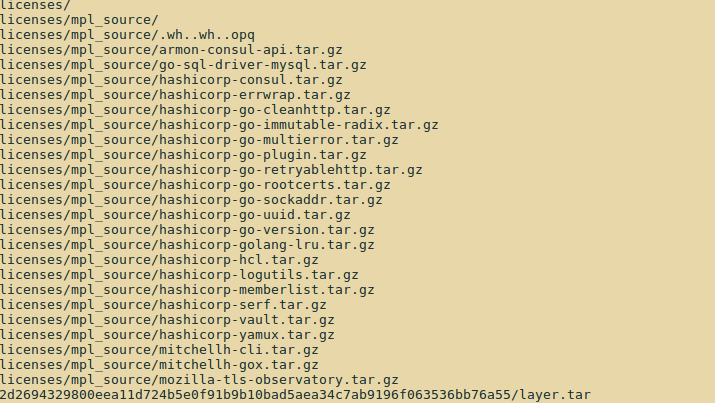 licenses/
licenses/mpl_source/
licenses/mpl_source/.wh..wh..opq
licenses/mpl_source/armon-consul-api.tar.gz
licenses/mpl_source/go-sql-driver-mysql.tar.gz
licenses/mpl_source/hashicorp-consul.tar.gz
licenses/mpl_source/hashicorp-errwrap.tar.gz
licenses/mpl_source/hashicorp-go-cleanhttp.tar.gz
licenses/mpl_source/hashicorp-go-immutable-radix.tar.gz
licenses/mpl_source/hashicorp-go-multierror.tar.gz
licenses/mpl_source/hashicorp-go-plugin.tar.gz
licenses/mpl_source/hashicorp-go-retryablehttp.tar.gz
licenses/mpl_source/hashicorp-go-rootcerts.tar.gz
licenses/mpl_source/hashicorp-go-sockaddr.tar.gz
licenses/mpl_source/hashicorp-go-uuid.tar.gz
licenses/mpl_source/hashicorp-go-version.tar.gz
licenses/mpl_source/hashicorp-golang-lru.tar.gz
licenses/mpl_source/hashicorp-hcl.tar.gz
licenses/mpl_source/hashicorp-logutils.tar.gz
licenses/mpl_source/hashicorp-memberlist.tar.gz
licenses/mpl_source/hashicorp-serf.tar.gz
licenses/mpl_source/hashicorp-vault.tar.gz
licenses/mpl_source/hashicorp-yamux.tar.gz
licenses/mpl_source/mitchellh-cli.tar.gz
licenses/mpl_source/mitchellh-gox.tar.gz
licenses/mpl_source/mozilla-tls-observatory.tar.gz
2d2694329800eea11d724b5e0f91b9b10bad5aea34c7ab9196f063536bb76a55/layer.tar